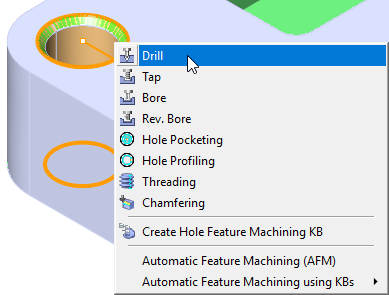 Drill
Tap
Bore
Rev. Bore
Hole Pocketing
Hole Profiling
Threading
Chamfering
Create Hole Feature Machining KB
Automatic Feature Machining (AFM)
Automatic Feature Machining using KBs